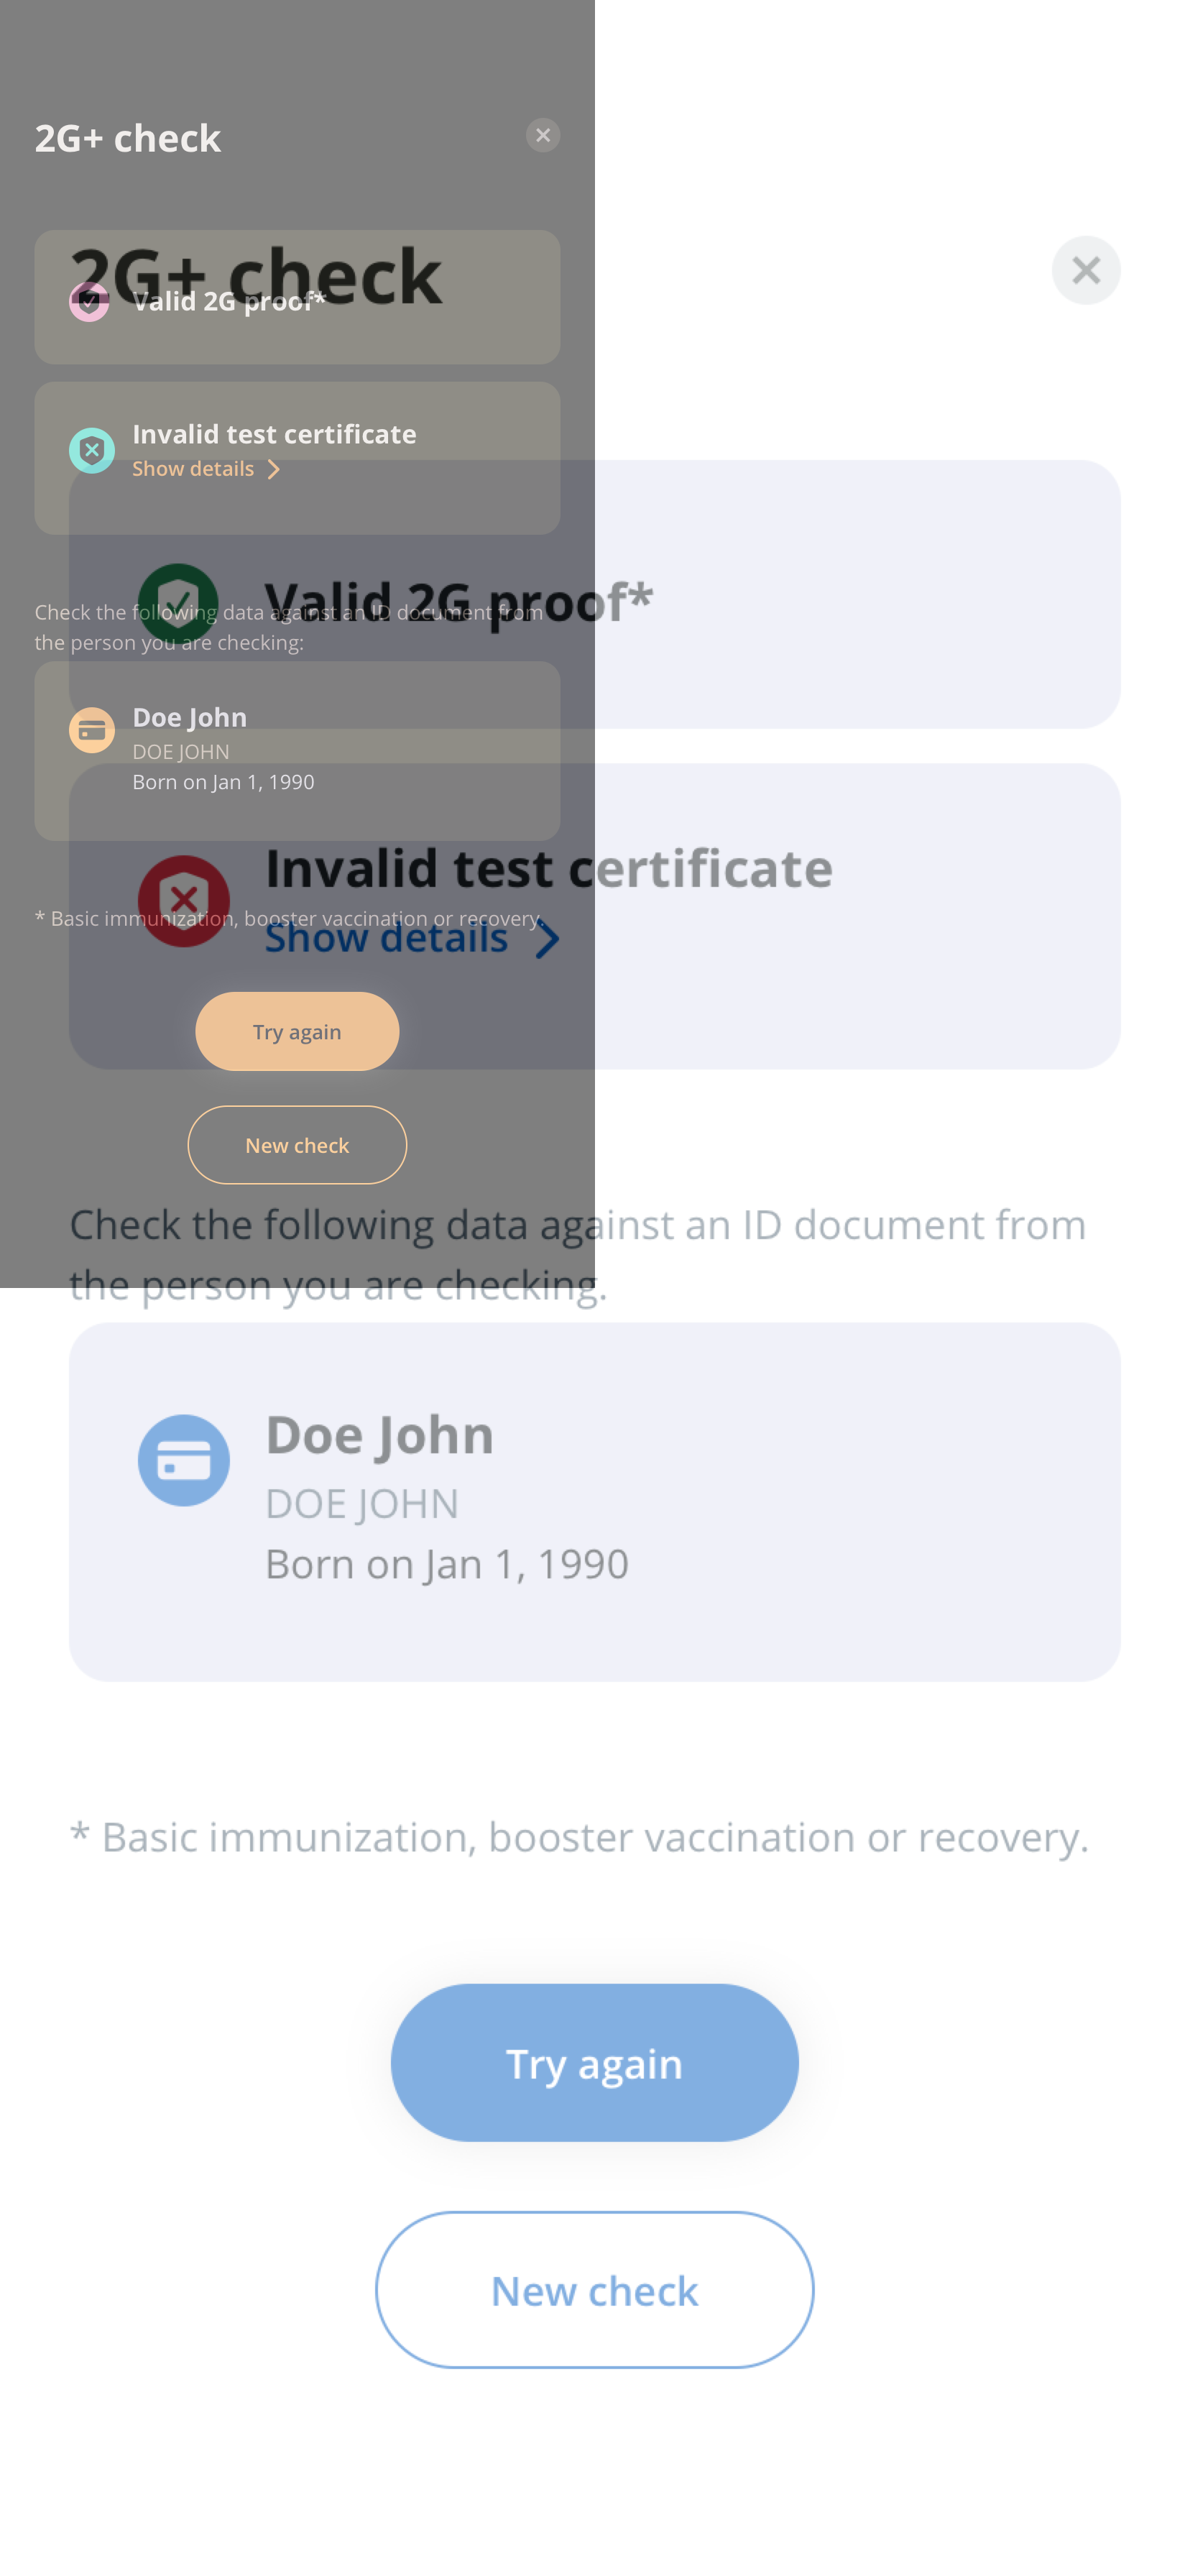 2G+ check
Valid 2G proof*
Invalid test certificate
Show details
Check the following data against an ID document from
the person you are checking:
Doe John
DOE JOHN
Born on Jan 1, 1990
* Basic immunization, booster vaccination or recovery.
Try again
New check
2G+ check
Valid 2G proof*
Invalid test certificate
Show details
Check the following data against an ID document from
the person you are checking.
Doe John
DOE JOHN
Born on Jan 1, 1990
* Basic immunization, booster vaccination or recovery.
Try again
New check